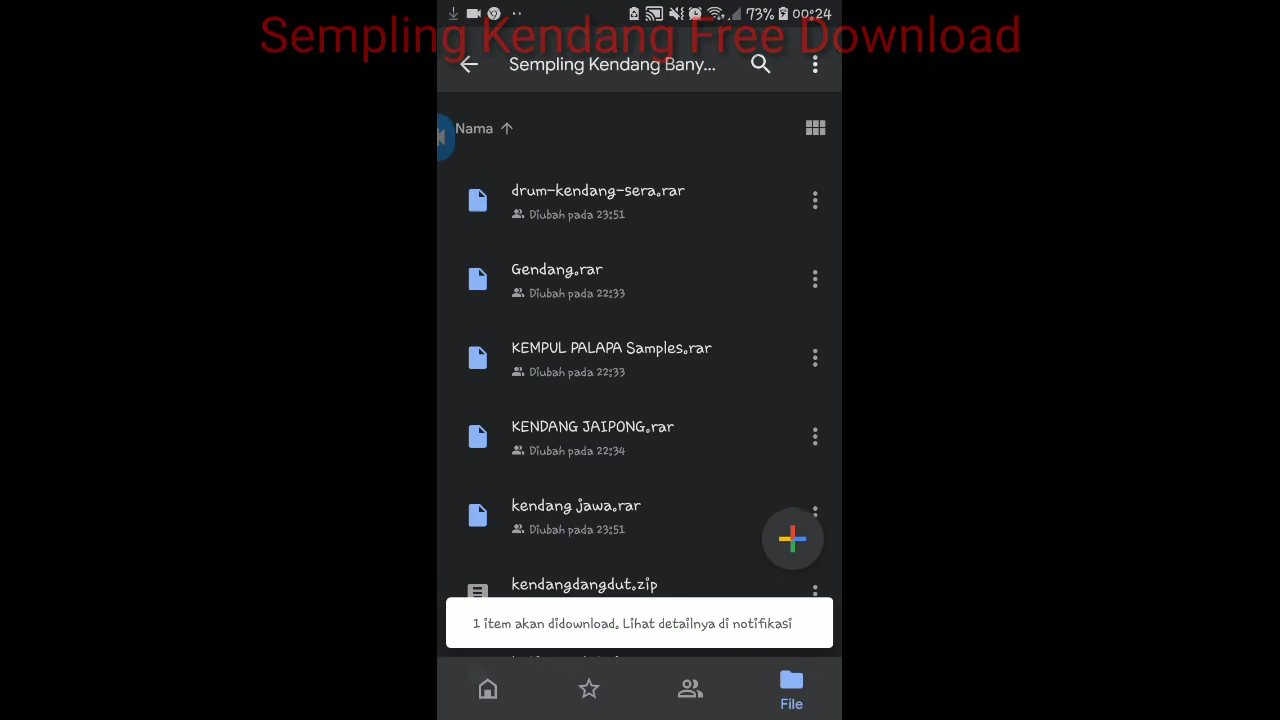 73% 00:24
Sempling Kendang Free Download
Sempling Kendang Bany...
Nama
drum-kendang-sera.rar
Diubah pada 23:51
Gendang.rar
Diubah pada 22:33
KEMPUL PALAPA Samples.rar
Diubah pada 22:33
KENDANG JAIPONG.rar
Diubah pada 22:34
kendang jawa.rar
Diubah pada 23:51
kendangdangdut.zip
1 item akan didownload. Lihat detailnya di notifikasi
File